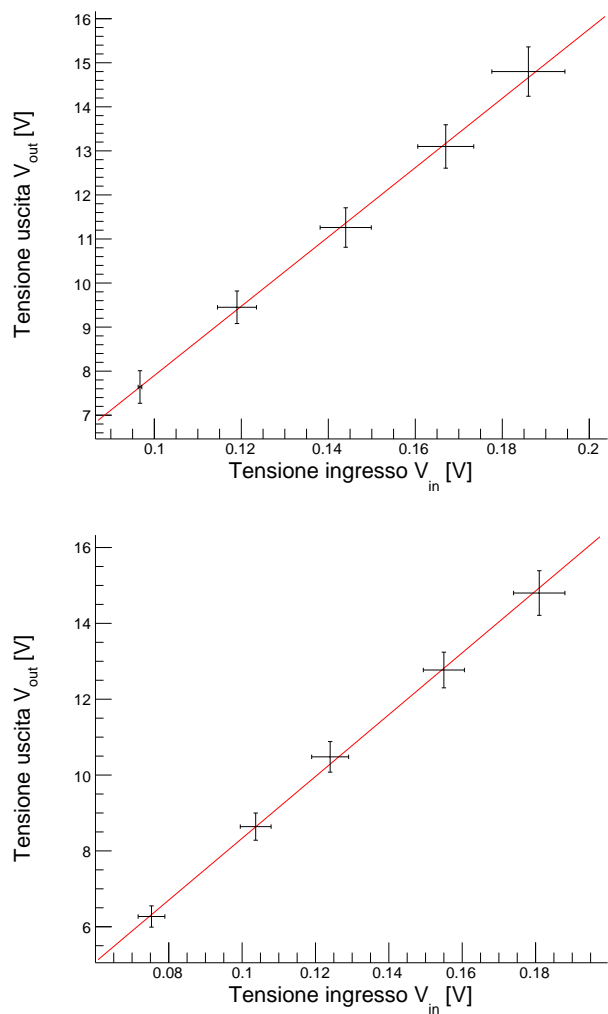 16
15
14
13
12
11
10
9
8
7
Tensione uscita V_out [V]
0.1 0.12 0.14 0.16 0.18 0.2
Tensione ingresso V_in [V]
16
14
12
10
8
6
Tensione uscita V_out [V]
0.08 0.1 0.12 0.14 0.16 0.18
Tensione ingresso V_in [V]